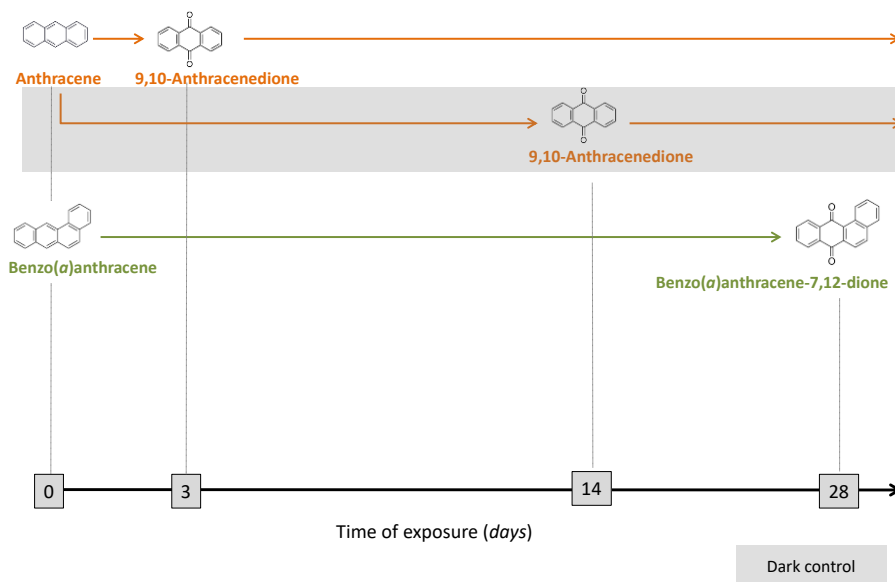 O
O
Anthracene
9,10-Anthracenedione
O
O
9,10-Anthracenedione
O
O
Benzo(a)anthracene
Benzo(a)anthracene-7,12-dione
0
3
14
28
Time of exposure (days)
Dark control